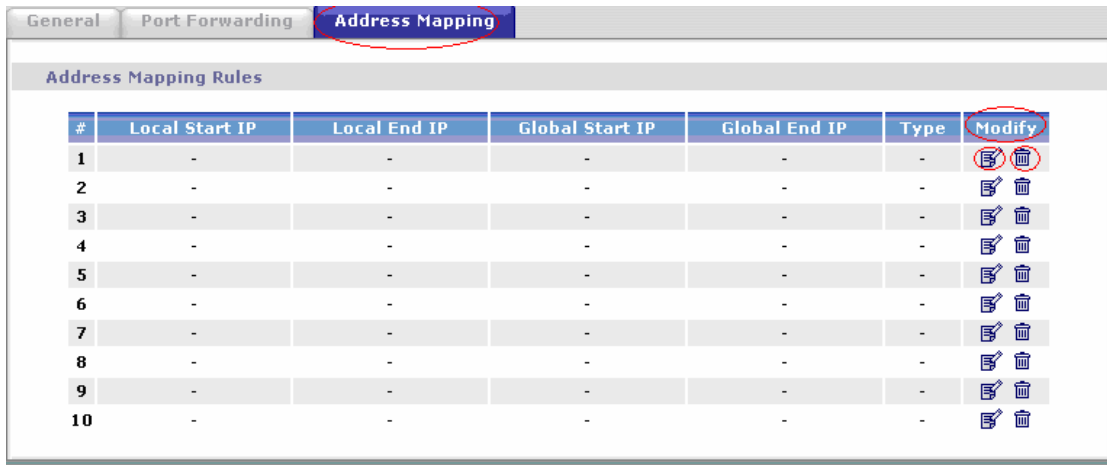 General Port Forwarding Address Mapping
Address Mapping Rules
# Local Start IP Local End IP Global Start IP Global End IP Type Modify
1 - - - - -
2 - - - - -
3 - - - - -
4 - - - - -
5 - - - - -
6 - - - - -
7 - - - - -
8 - - - - -
9 - - - - -
10 - - - - -